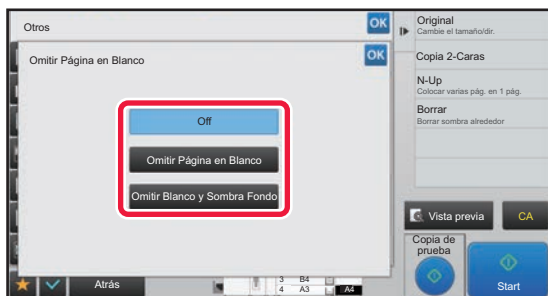 Otros
OK
Omitir Página en Blanco
OK
Off
Omitir Página en Blanco
Omitir Blanco y Sombra Fondo
Original
Cambie el tamaño/dir.
Copia 2-Caras
N-Up
Colocar varias pág. en 1 pág.
Borrar
Borrar sombra alrededor
Vista previa
CA
Copia de
prueba
Start
Atrás
3 B4
4 A3
A4